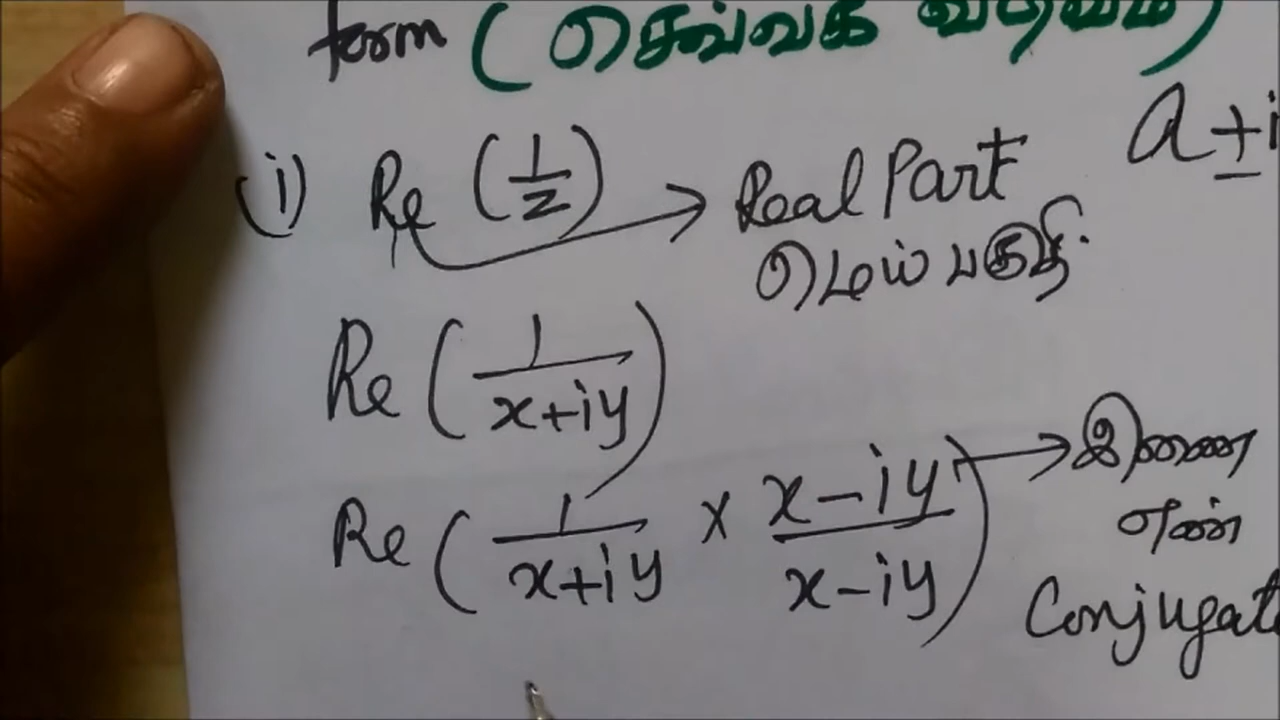 form (செவ்வக வடிவம்)
a + i
(i) Re (1/z) → Real Part
மெய் பகுதி.
Re (1/x+iy)
Re (1/x+iy × x-iy/x-iy) → இணை
எண்
Conjugate